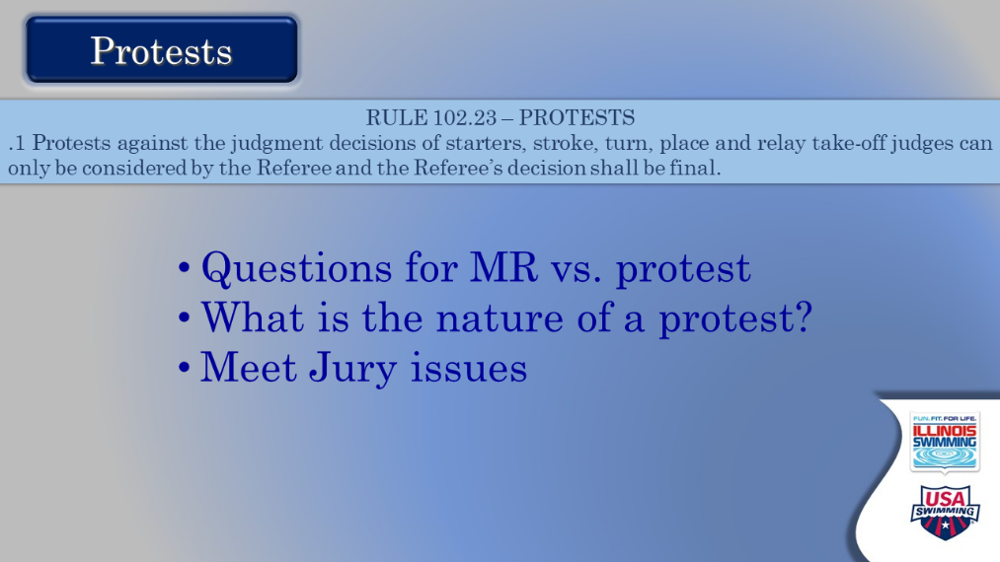 Protests
RULE 102.23 – PROTESTS
.1 Protests against the judgment decisions of starters, stroke, turn, place and relay take-off judges can
only be considered by the Referee and the Referee's decision shall be final.
• Questions for MR vs. protest
• What is the nature of a protest?
• Meet Jury issues
FUN. FIT. FOR LIFE.
ILLINOIS
SWIMMING
USA
SWIMMING